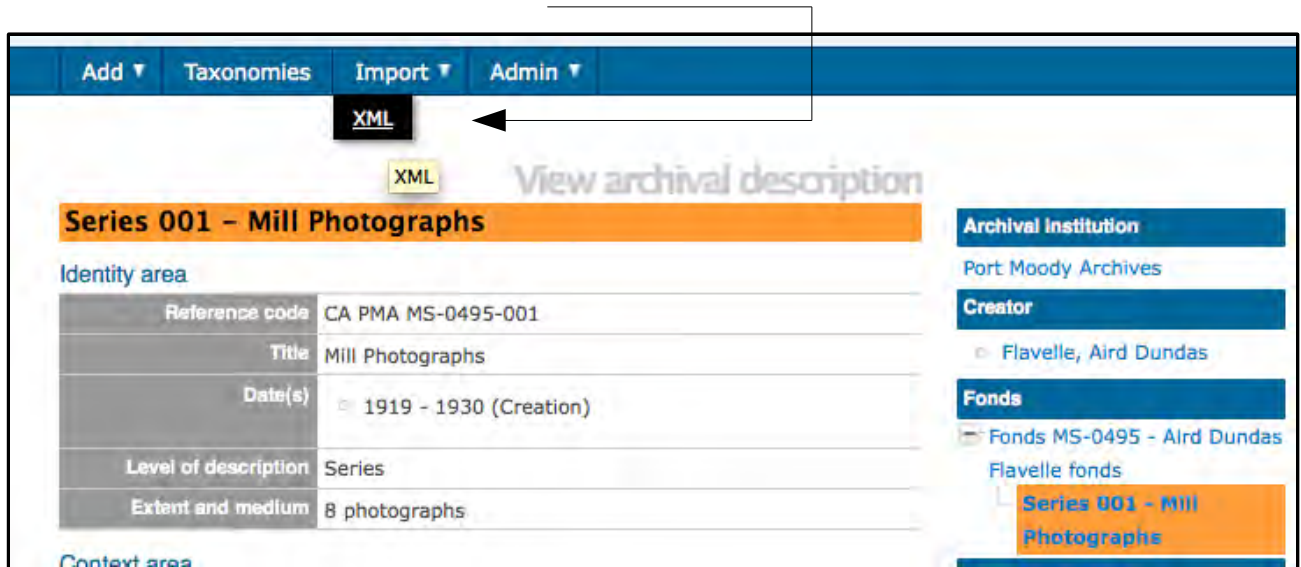 Add ▼ Taxonomies Import ▼ Admin ▼
XML
XML
View archival description
Series 001 – Mill Photographs
Identity area
Reference code CA PMA MS-0495-001
Title Mill Photographs
Date(s) 1919 - 1930 (Creation)
Level of description Series
Extent and medium 8 photographs
Context area
Archival Institution
Port Moody Archives
Creator
Flavelle, Aird Dundas
Fonds
Fonds MS-0495 - Aird Dundas
Flavelle fonds
Series 001 - Mill
Photographs